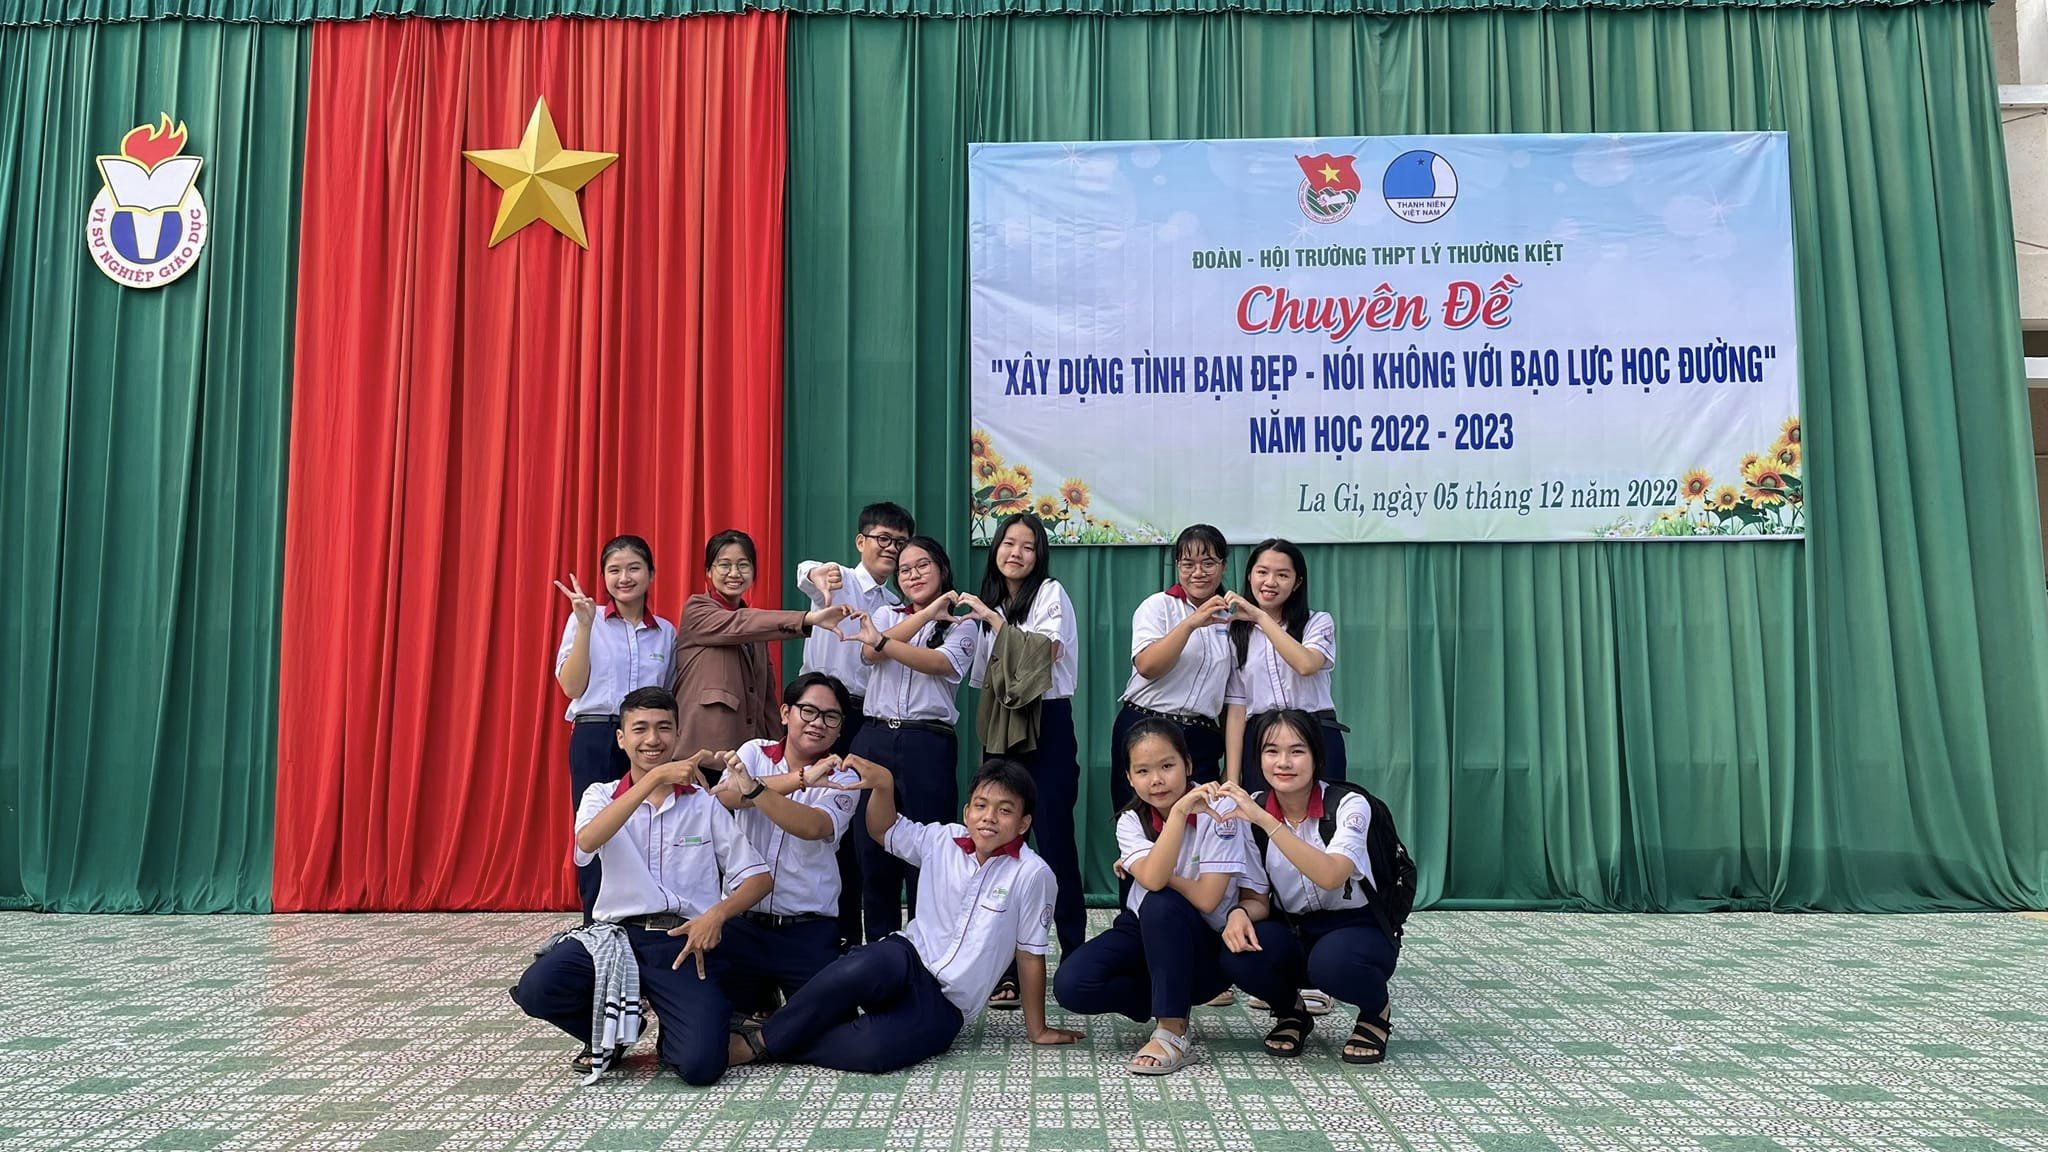 VÌ SỰ NGHIỆP GIÁO DỤC
THANH NIÊN
VIỆT NAM
ĐOÀN - HỘI TRƯỜNG THPT LÝ THƯỜNG KIỆT
Chuyên Đề
"XÂY DỰNG TÌNH BẠN ĐẸP - NÓI KHÔNG VỚI BẠO LỰC HỌC ĐƯỜNG"
NĂM HỌC 2022 - 2023
La Gi, ngày 05 tháng 12 năm 2022